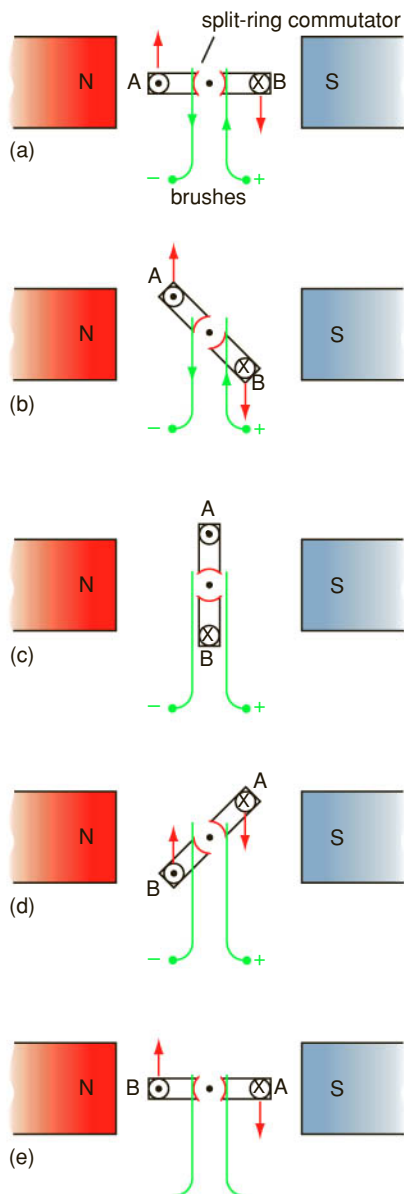 split-ring commutator
N A X B S
(a)
− +
brushes
A
N S
X
B
(b)
− +
A
N S
X
B
(c)
− +
A
X
N S
B
(d)
− +
N B X A S
(e)